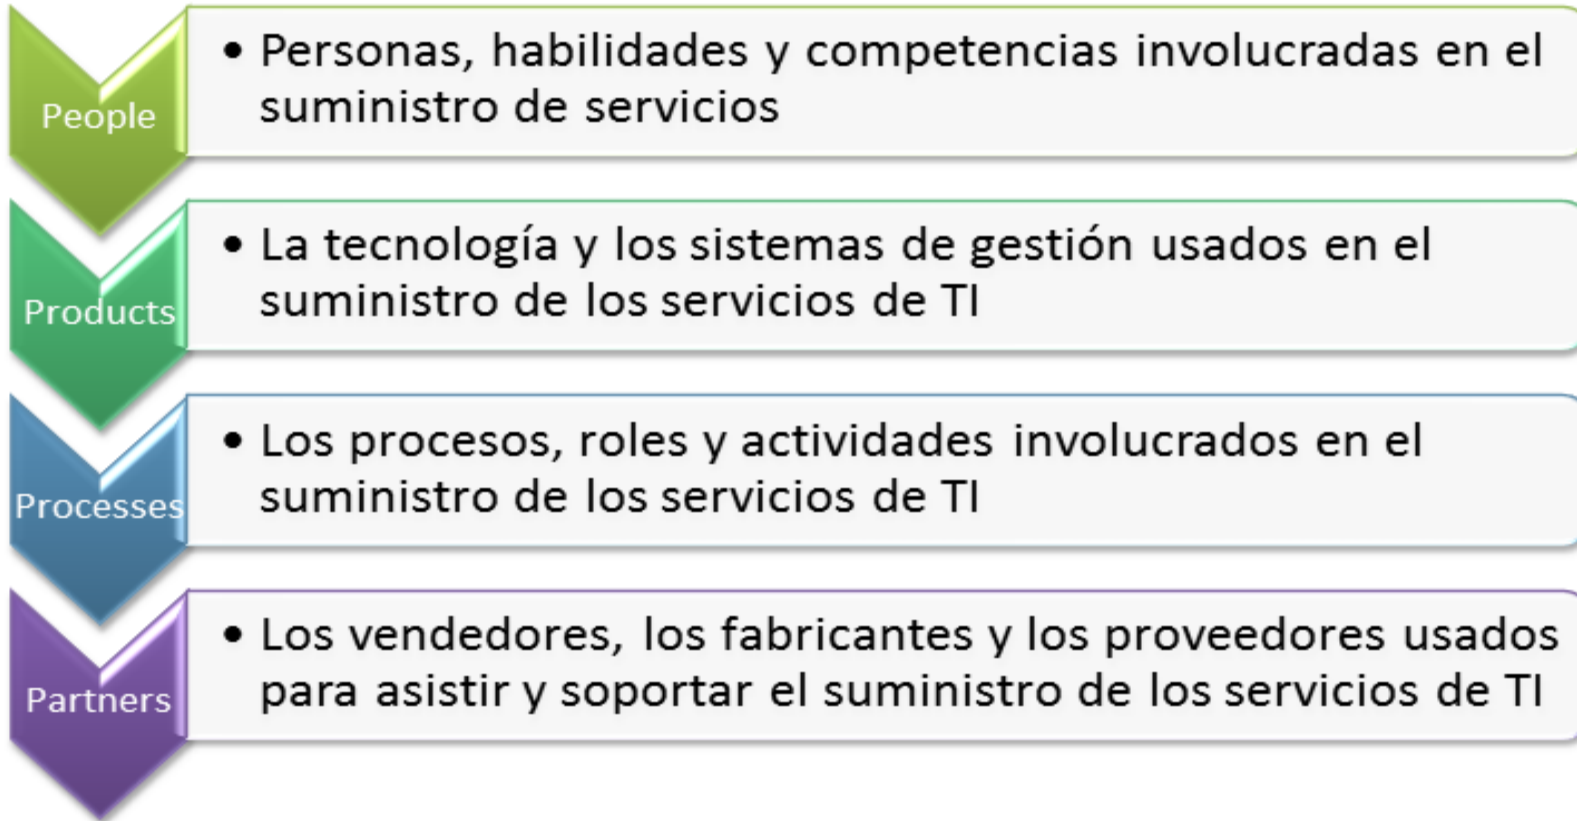 People
• Personas, habilidades y competencias involucradas en el
suministro de servicios
Products
• La tecnología y los sistemas de gestión usados en el
suministro de los servicios de TI
Processes
• Los procesos, roles y actividades involucrados en el
suministro de los servicios de TI
Partners
• Los vendedores, los fabricantes y los proveedores usados
para asistir y soportar el suministro de los servicios de TI